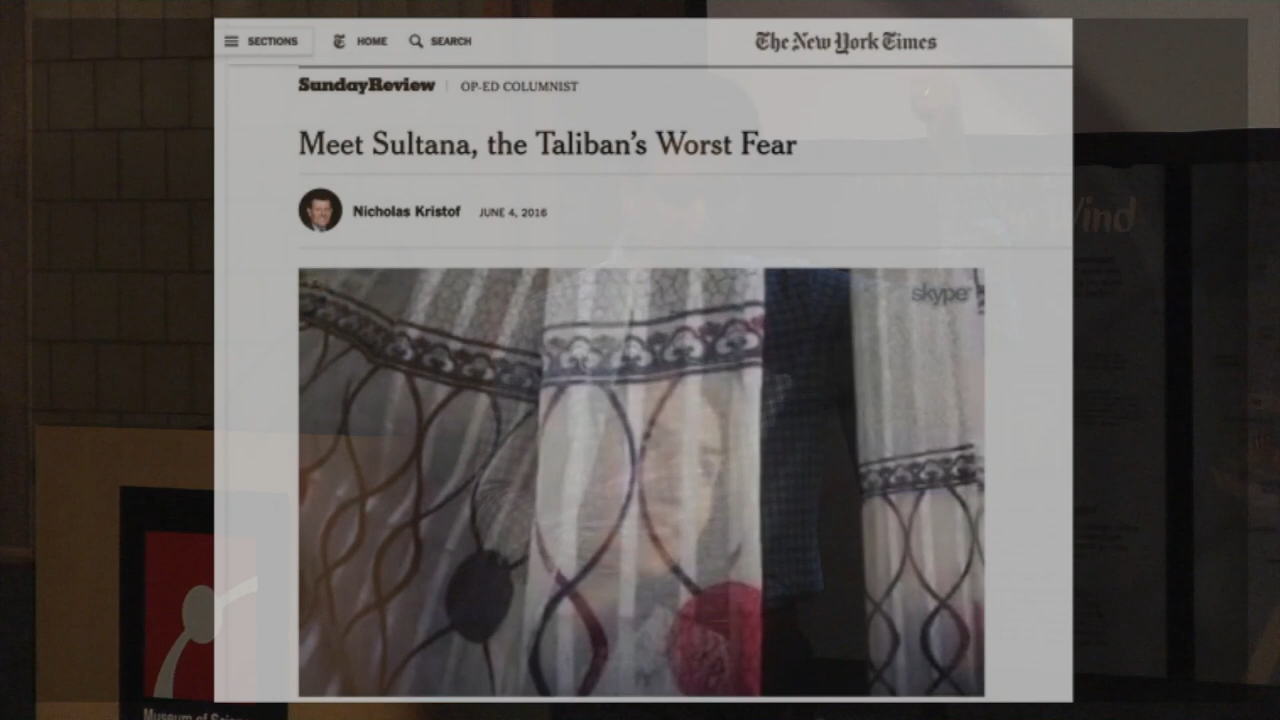 SECTIONS HOME SEARCH The New York Times
SundayReview | OP-ED COLUMNIST
Meet Sultana, the Taliban's Worst Fear
Nicholas Kristof JUNE 4, 2016
skype
Wind
Museum of